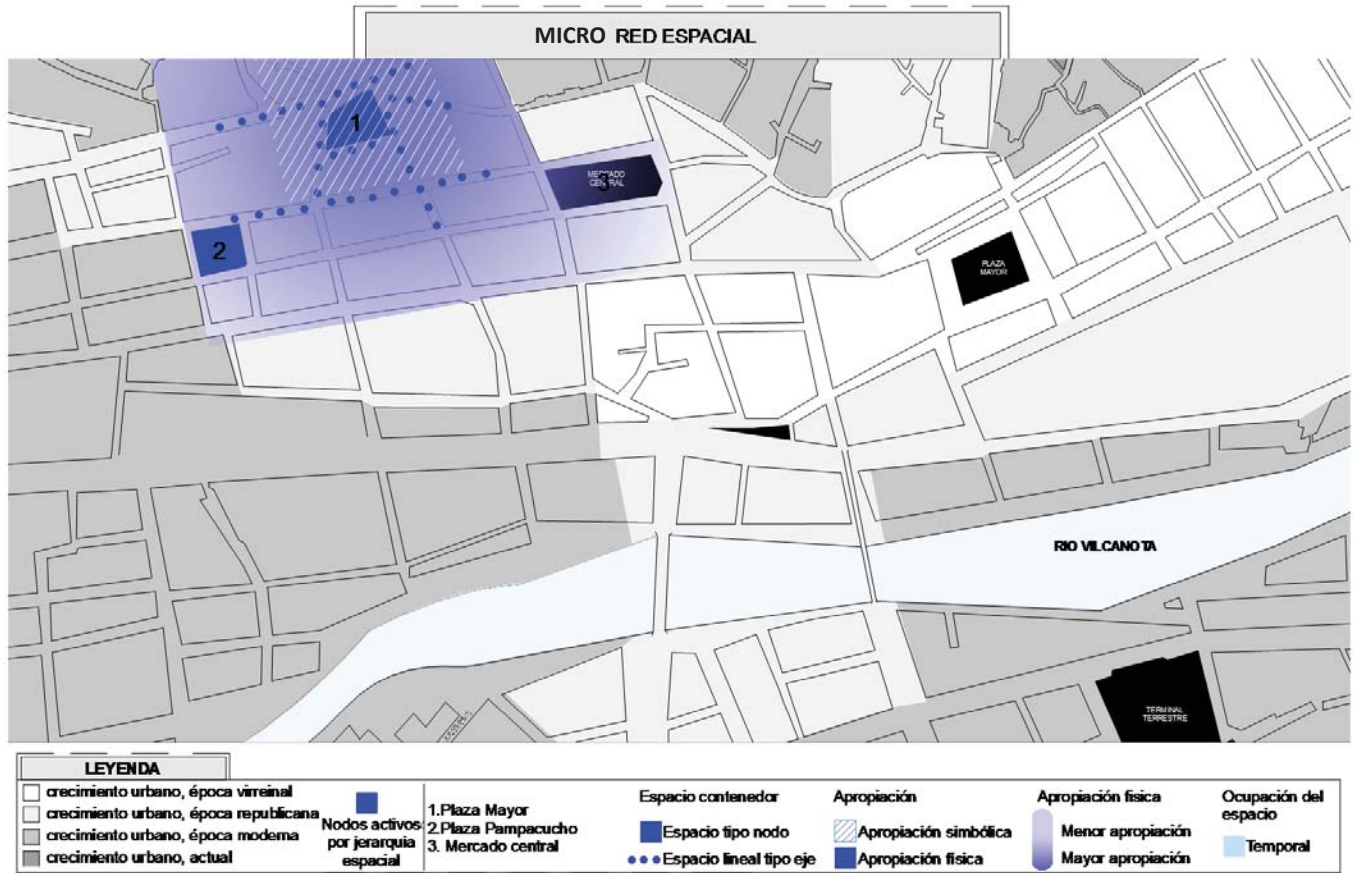 MICRO RED ESPACIAL
1
MERCADO
CENTRAL
3
2
PLAZA
MAYOR
RIO VILCANOTA
TERMINAL
TERRESTRE
LEYENDA
crecimiento urbano, época virreinal
crecimiento urbano, época republicana
crecimiento urbano, época moderna
crecimiento urbano, actual
Nodos activos
por jerarquia
espacial
1.Plaza Mayor
2.Plaza Pampacucho
3. Mercado central
Espacio contenedor
Espacio tipo nodo
Espacio lineal tipo eje
Apropiación
Apropiación simbólica
Apropiación física
Apropiación fisica
Menor apropiación
Mayor apropiación
Ocupación del
espacio
Temporal